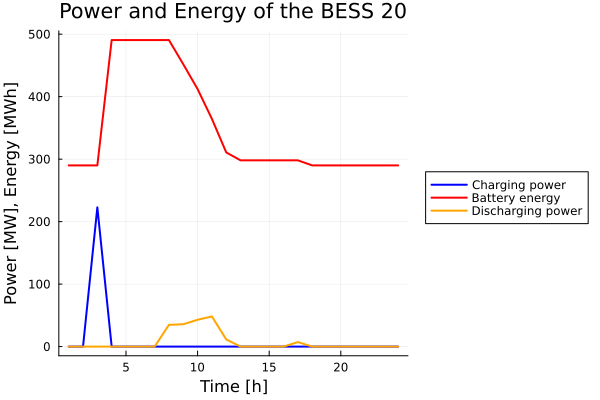 Power and Energy of the BESS 20
Power [MW], Energy [MWh]
500
400
300
200
100
0
5
10
15
20
Time [h]
Charging power
Battery energy
Discharging power